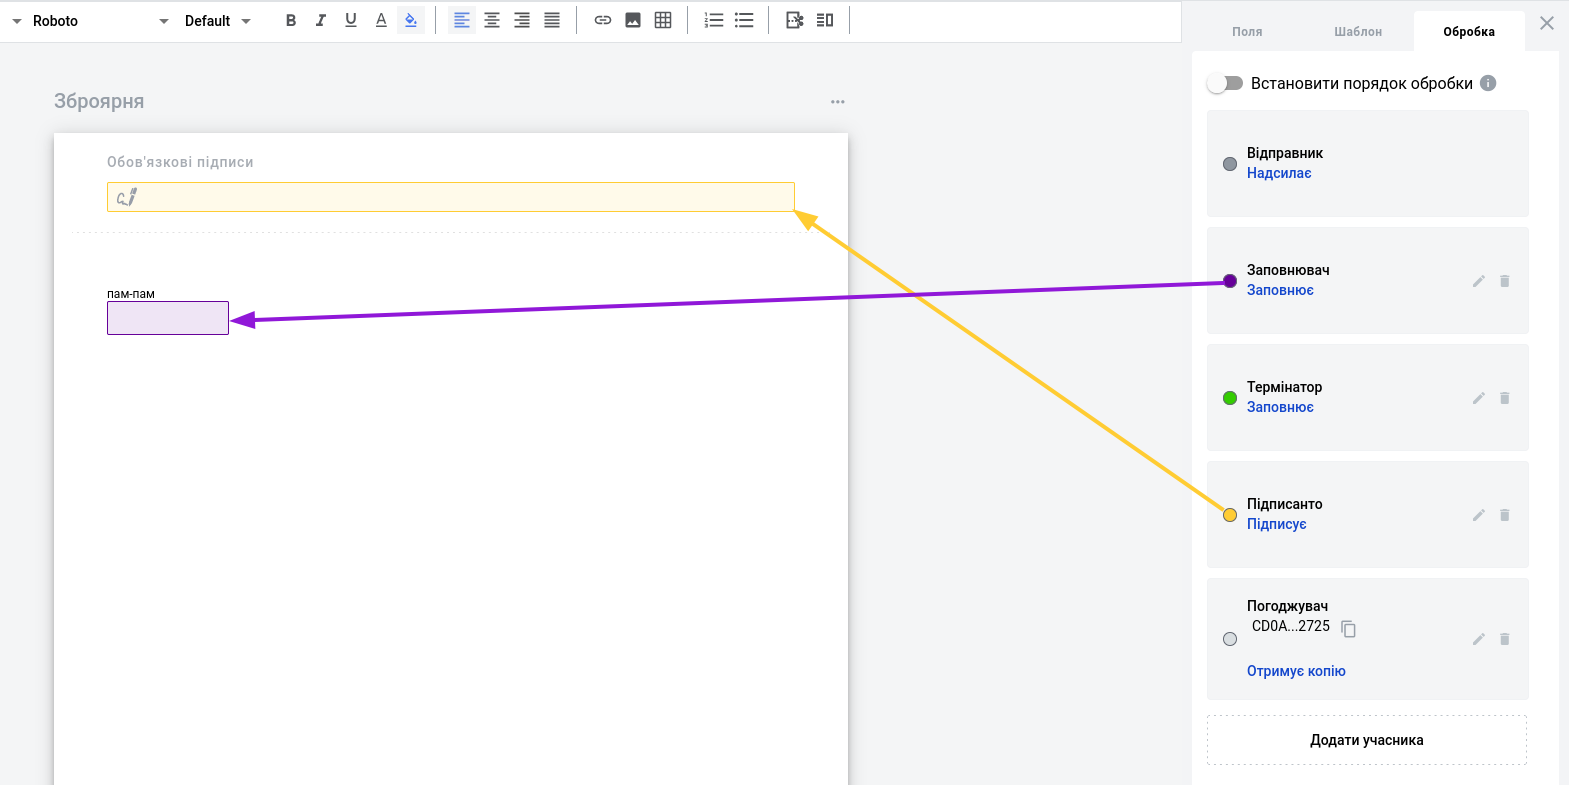 Roboto
Default
B I U A
Поля
Шаблон
Обробка
Зброярня
Обов'язкові підписи
пам-пам
Встановити порядок обробки
Відправник
Надсилає
Заповнювач
Заповнює
Термінатор
Заповнює
Підписанто
Підписує
Погоджувач
CD0A...2725
Отримує копію
Додати учасника